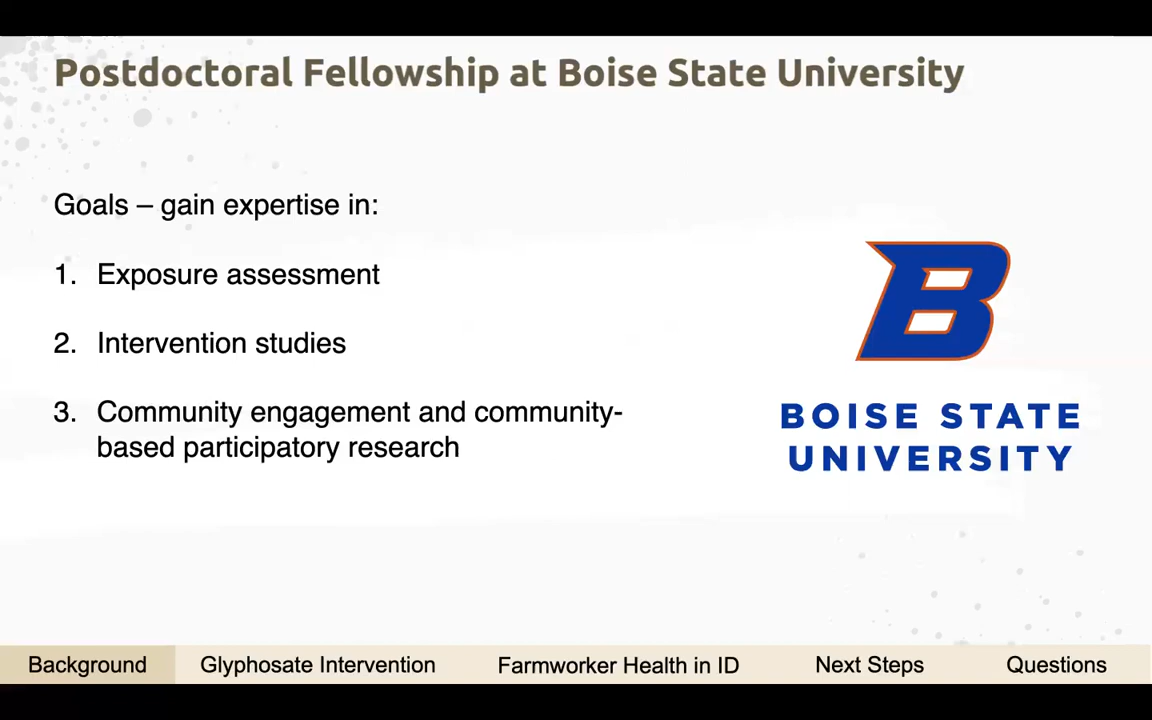 Postdoctoral Fellowship at Boise State University
Goals – gain expertise in:
1. Exposure assessment
2. Intervention studies
3. Community engagement and community-
based participatory research
B
BOISE STATE
UNIVERSITY
Background Glyphosate Intervention Farmworker Health in ID Next Steps Questions